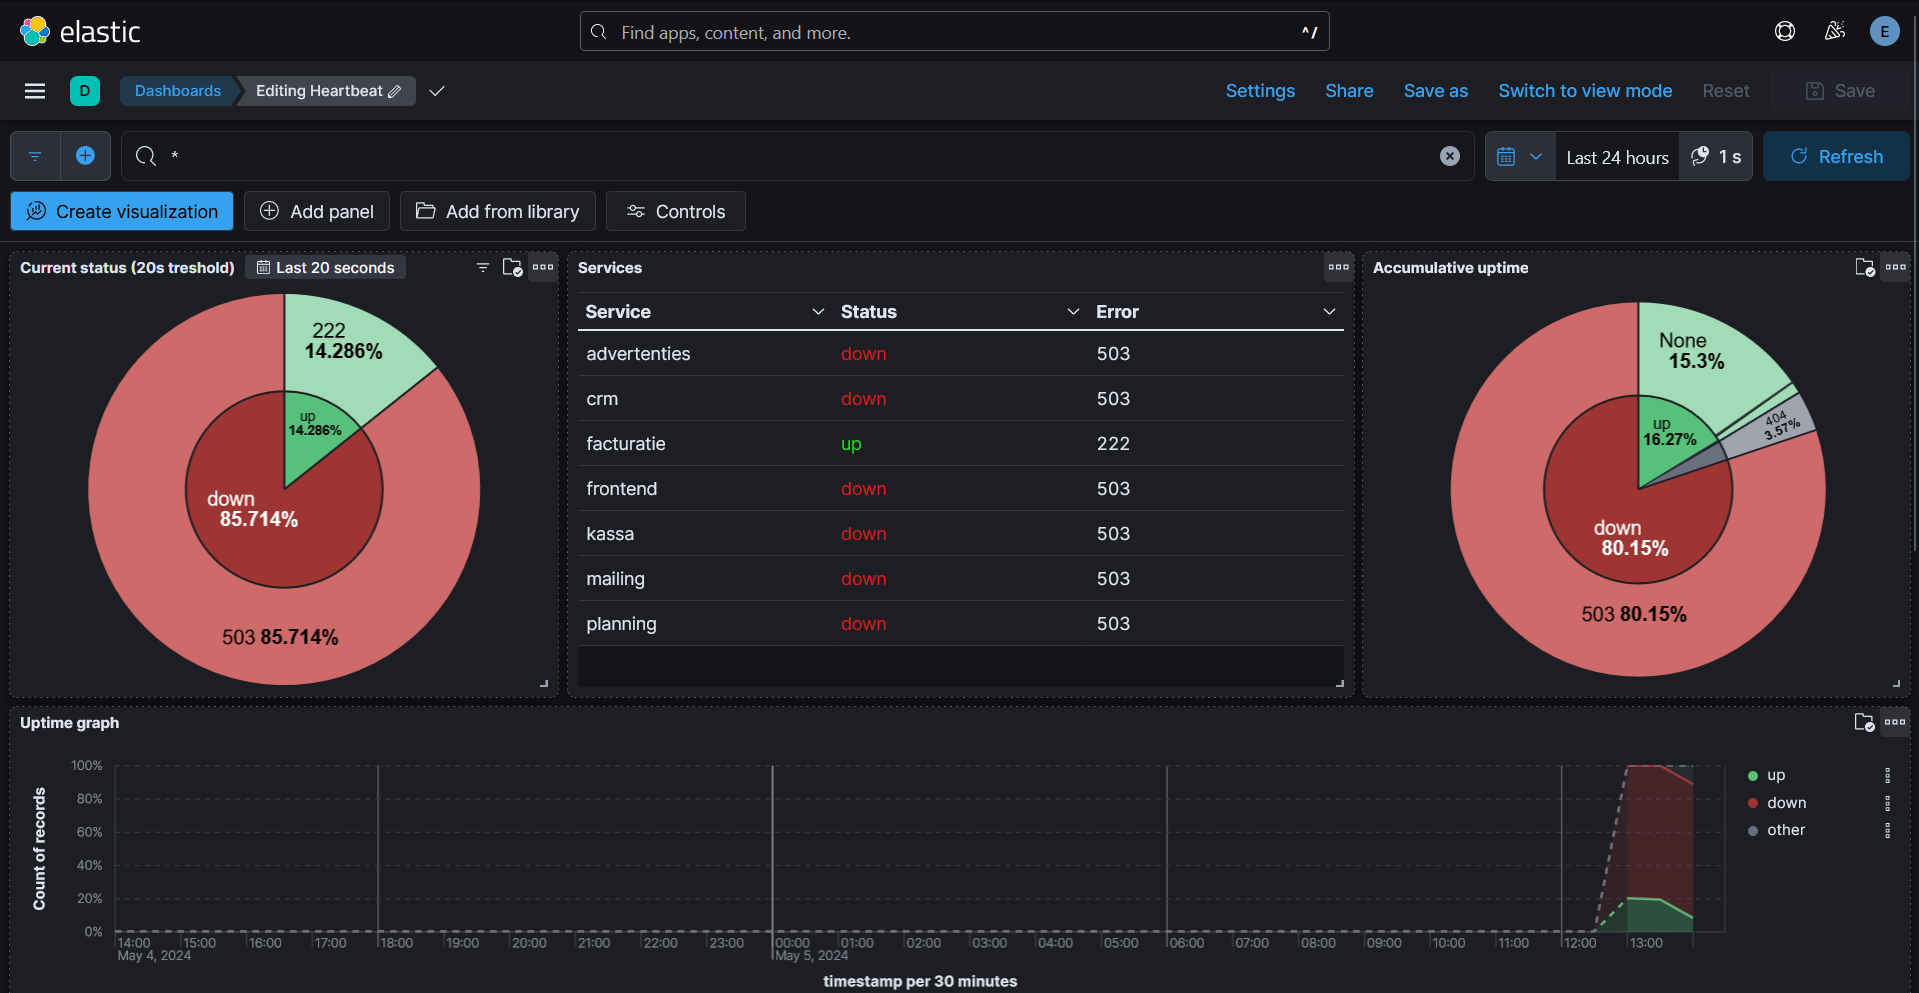 elastic
Find apps, content, and more.
^/
E
D
Dashboards
Editing Heartbeat
Settings
Share
Save as
Switch to view mode
Reset
Save
*
Last 24 hours
1 s
Refresh
Create visualization
Add panel
Add from library
Controls
Current status (20s treshold)
Last 20 seconds
222
14.286%
up
14.286%
down
85.714%
503 85.714%
Services
Service Status Error
advertenties down 503
crm down 503
facturatie up 222
frontend down 503
kassa down 503
mailing down 503
planning down 503
Accumulative uptime
None
15.3%
404
3.57%
up
16.27%
down
80.15%
503 80.15%
Uptime graph
Count of records
100%
80%
60%
40%
20%
0%
14:00 15:00 16:00 17:00 18:00 19:00 20:00 21:00 22:00 23:00 00:00 01:00 02:00 03:00 04:00 05:00 06:00 07:00 08:00 09:00 10:00 11:00 12:00 13:00
May 4, 2024 May 5, 2024
timestamp per 30 minutes
up
down
other